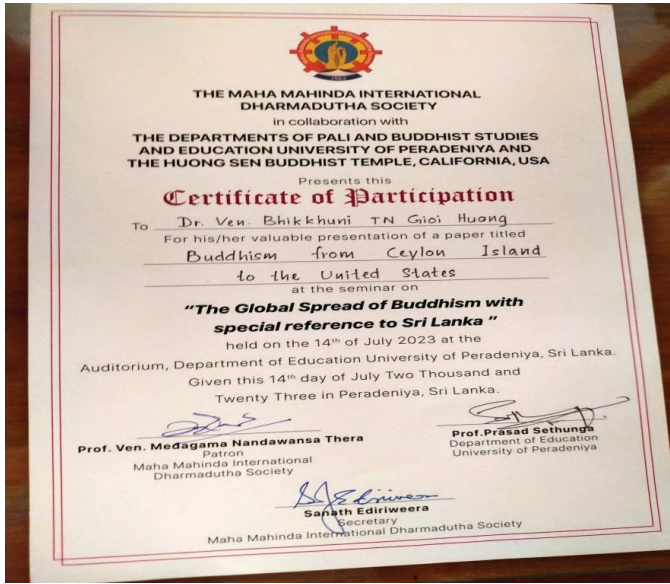 THE MAHA MAHINDA INTERNATIONAL
DHARMADUTHA SOCIETY
in collaboration with
THE DEPARTMENTS OF PALI AND BUDDHIST STUDIES
AND EDUCATION UNIVERSITY OF PERADENIYA AND
THE HUONG SEN BUDDHIST TEMPLE, CALIFORNIA, USA
Presents this
Certificate of Participation
To Dr. Ven. Bhikkhuni TN Gioi Huong
For his/her valuable presentation of a paper titled
Buddhism from Ceylon Island
to the United States
at the seminar on
“The Global Spread of Buddhism with
special reference to Sri Lanka ”
held on the 14th of July 2023 at the
Auditorium, Department of Education University of Peradeniya, Sri Lanka.
Given this 14th day of July Two Thousand and
Twenty Three in Peradeniya, Sri Lanka.
Prof. Ven. Medagama Nandawansa Thera
Patron
Maha Mahinda International
Dharmadutha Society
Prof.Prasad Sethunga
Department of Education
University of Peradeniya
Sanath Ediriweera
Secretary
Maha Mahinda International Dharmadutha Society